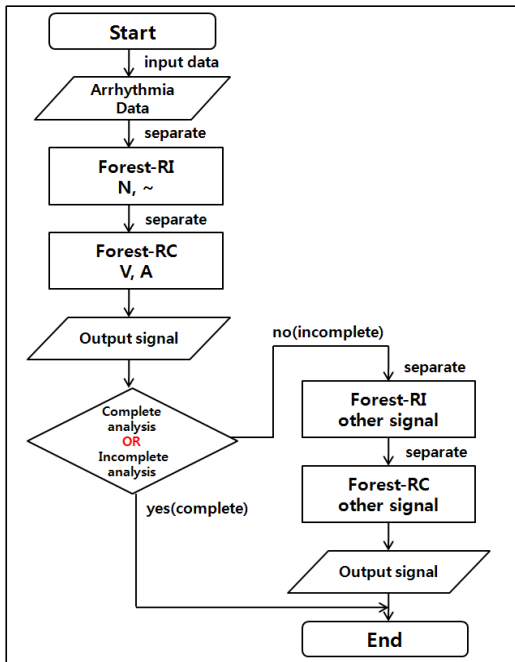 Start
input data
Arrhythmia
Data
separate
Forest-RI
N, ~
separate
Forest-RC
V, A
Output signal
Complete
analysis
OR
Incomplete
analysis
yes(complete)
no(incomplete)
separate
Forest-RI
other signal
separate
Forest-RC
other signal
Output signal
End